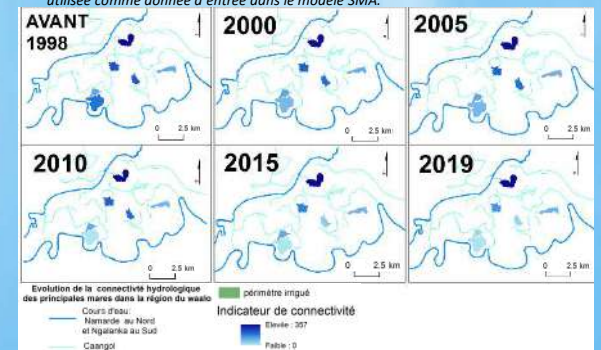 utilisée comme donnée d'entrée dans le modèle SMA.
AVANT
1998
2000
2005
0 2.5 km
0 2.5 km
0 2.5 km
2010
2015
2019
0 2.5 km
0 2.5 km
0 2.5 km
Evolution de la connectivité hydrologique
des principales mares dans la région du waalo
Cours d'eau:
Namarde au Nord
et Ngalanka au Sud
Caangol
périmètre irrigué
Indicateur de connectivité
Elevée : 357
Faible : 0